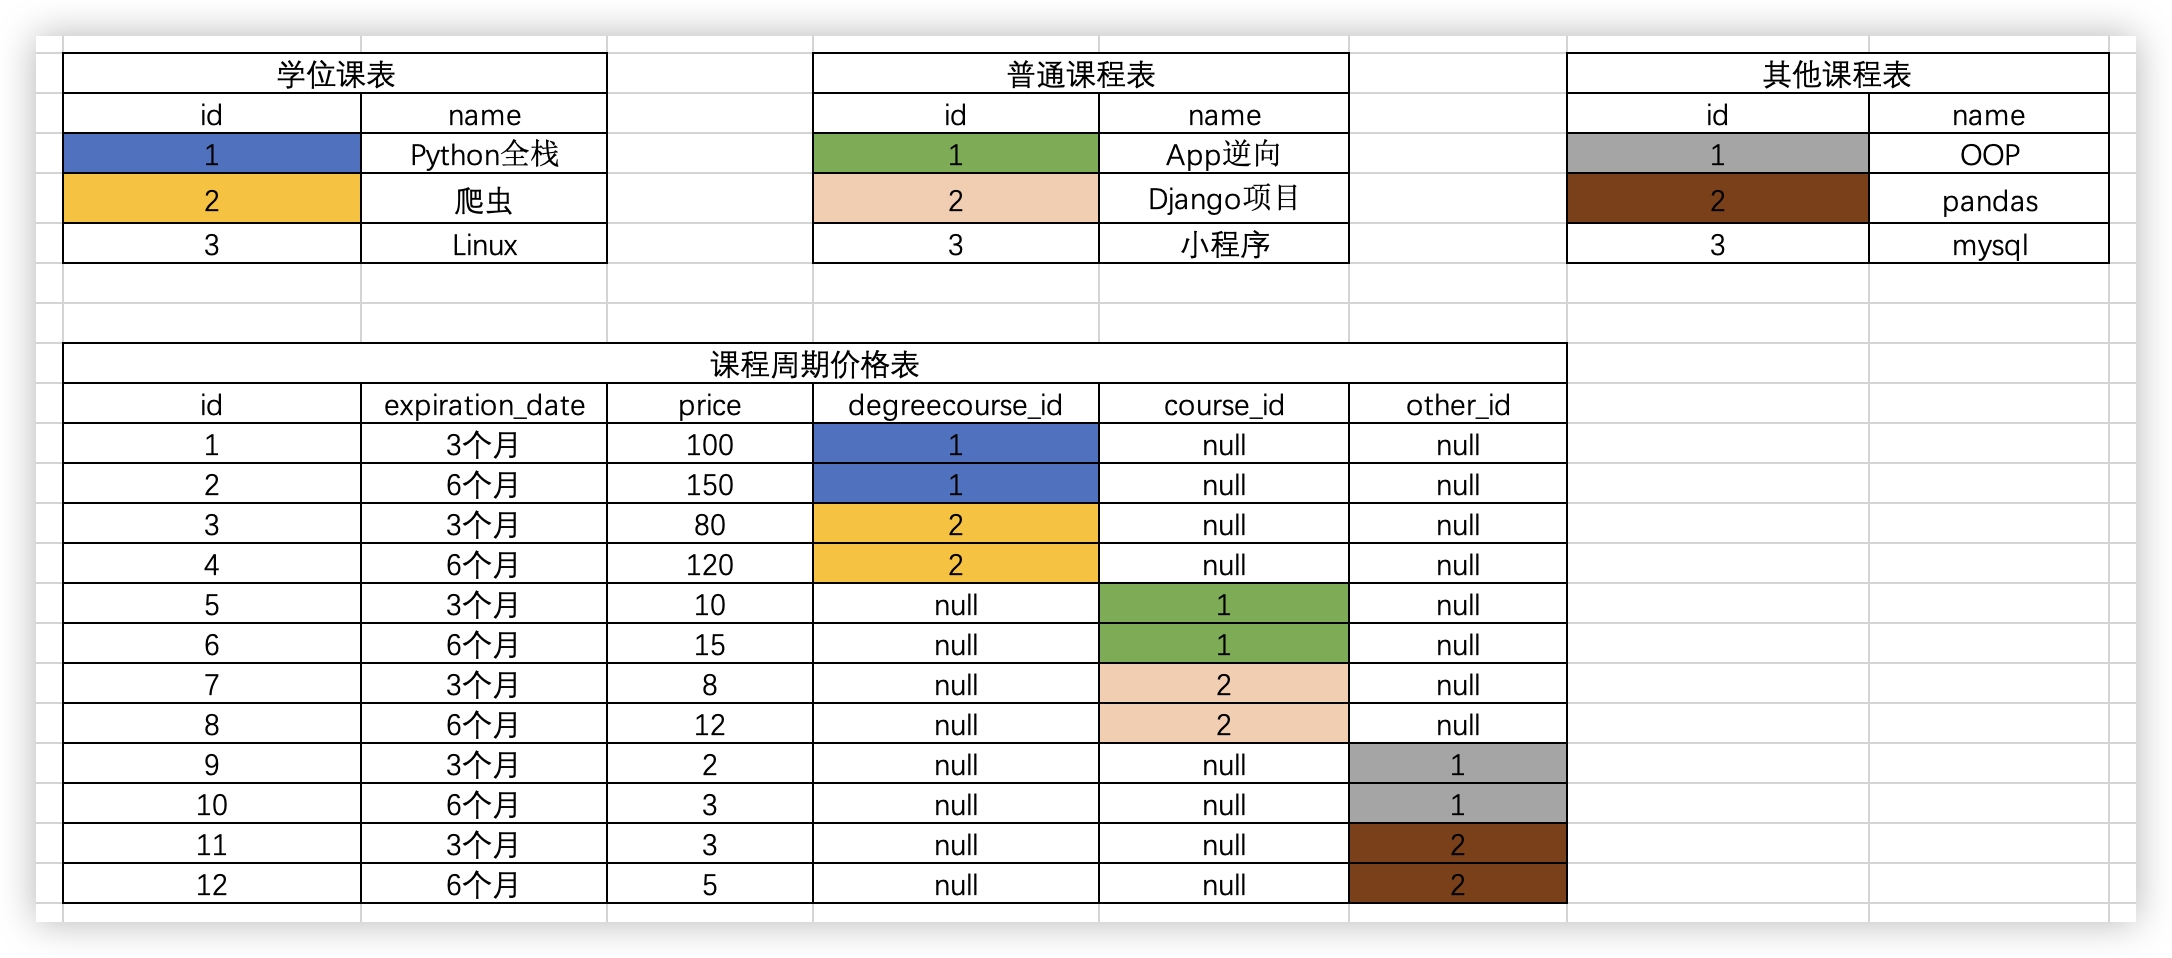 学位课表 普通课程表 其他课程表
id name id name id name
1 Python全栈 1 App逆向 1 OOP
2 爬虫 2 Django项目 2 pandas
3 Linux 3 小程序 3 mysql
课程周期价格表
id expiration_date price degreecourse_id course_id other_id
1 3个月 100 1 null null
2 6个月 150 1 null null
3 3个月 80 2 null null
4 6个月 120 2 null null
5 3个月 10 null 1 null
6 6个月 15 null 1 null
7 3个月 8 null 2 null
8 6个月 12 null 2 null
9 3个月 2 null null 1
10 6个月 3 null null 1
11 3个月 3 null null 2
12 6个月 5 null null 2